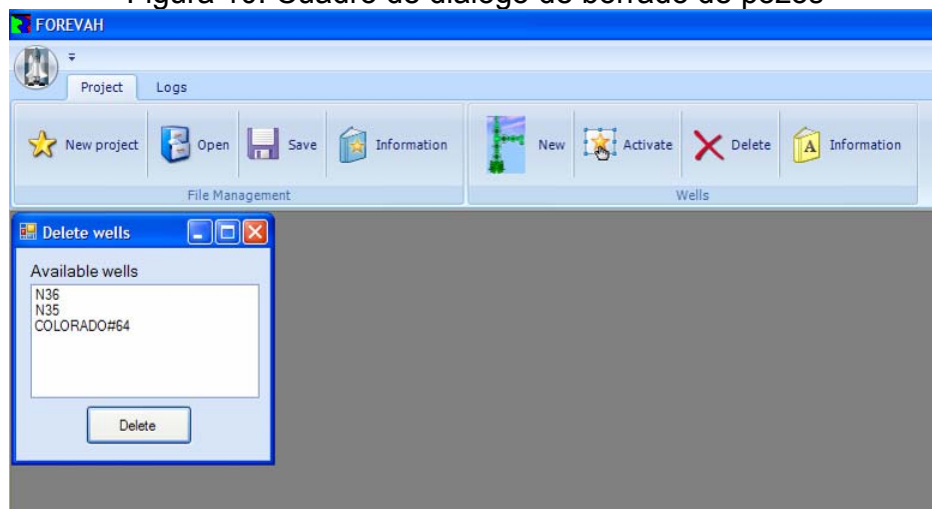 Figura 10. Cuadro de diálogo de borrado de pozos
FOREVAH
Project Logs
New project Open Save Information New Activate Delete Information
File Management Wells
Delete wells
Available wells
N36
N35
COLORADO#64
Delete